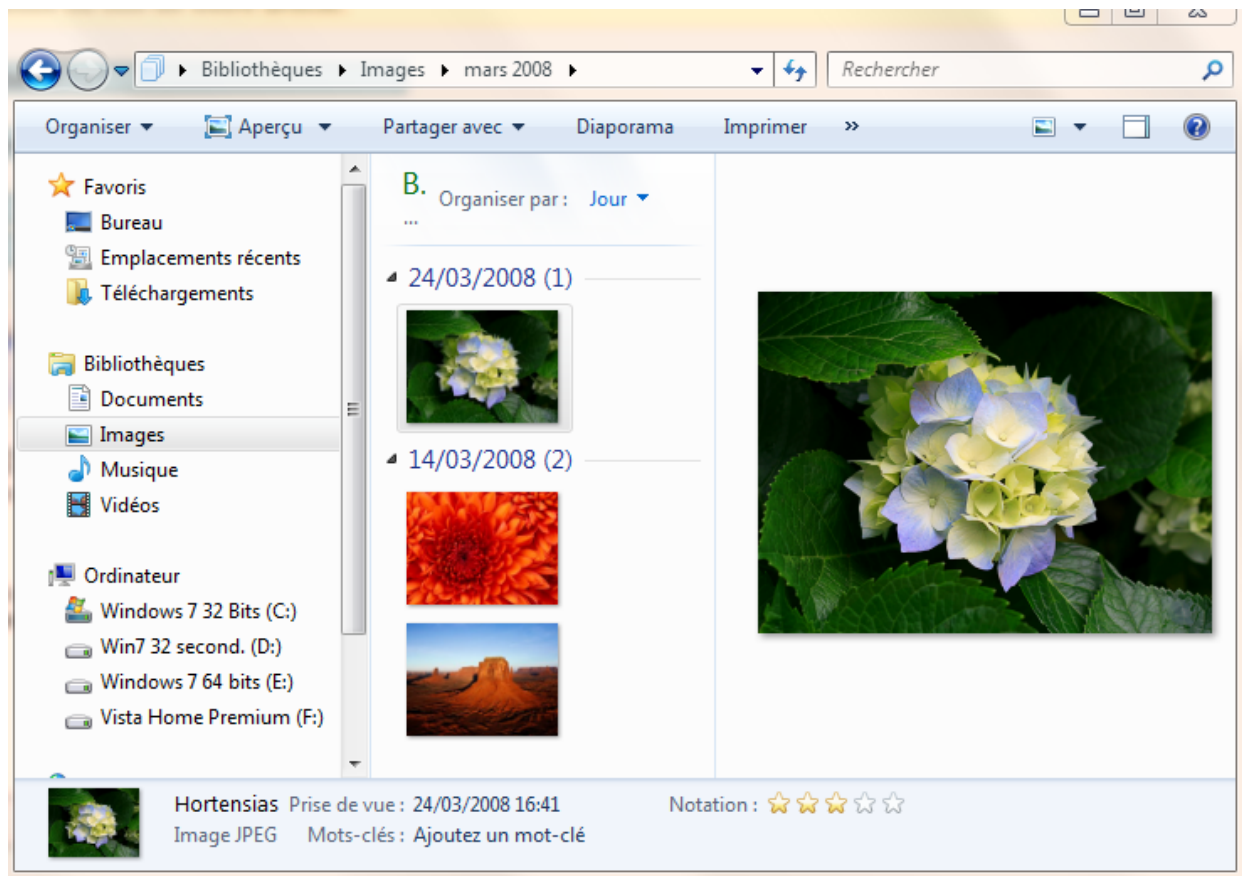 Bibliothèques Images mars 2008 Rechercher
Organiser Aperçu Partager avec Diaporama Imprimer »
Favoris
Bureau
Emplacements récents
Téléchargements
Bibliothèques
Documents
Images
Musique
Vidéos
Ordinateur
Windows 7 32 Bits (C:)
Win7 32 second. (D:)
Windows 7 64 bits (E:)
Vista Home Premium (F:)
B.
...
Organiser par : Jour
24/03/2008 (1)
14/03/2008 (2)
Hortensias Prise de vue : 24/03/2008 16:41 Notation :
Image JPEG Mots-clés : Ajoutez un mot-clé